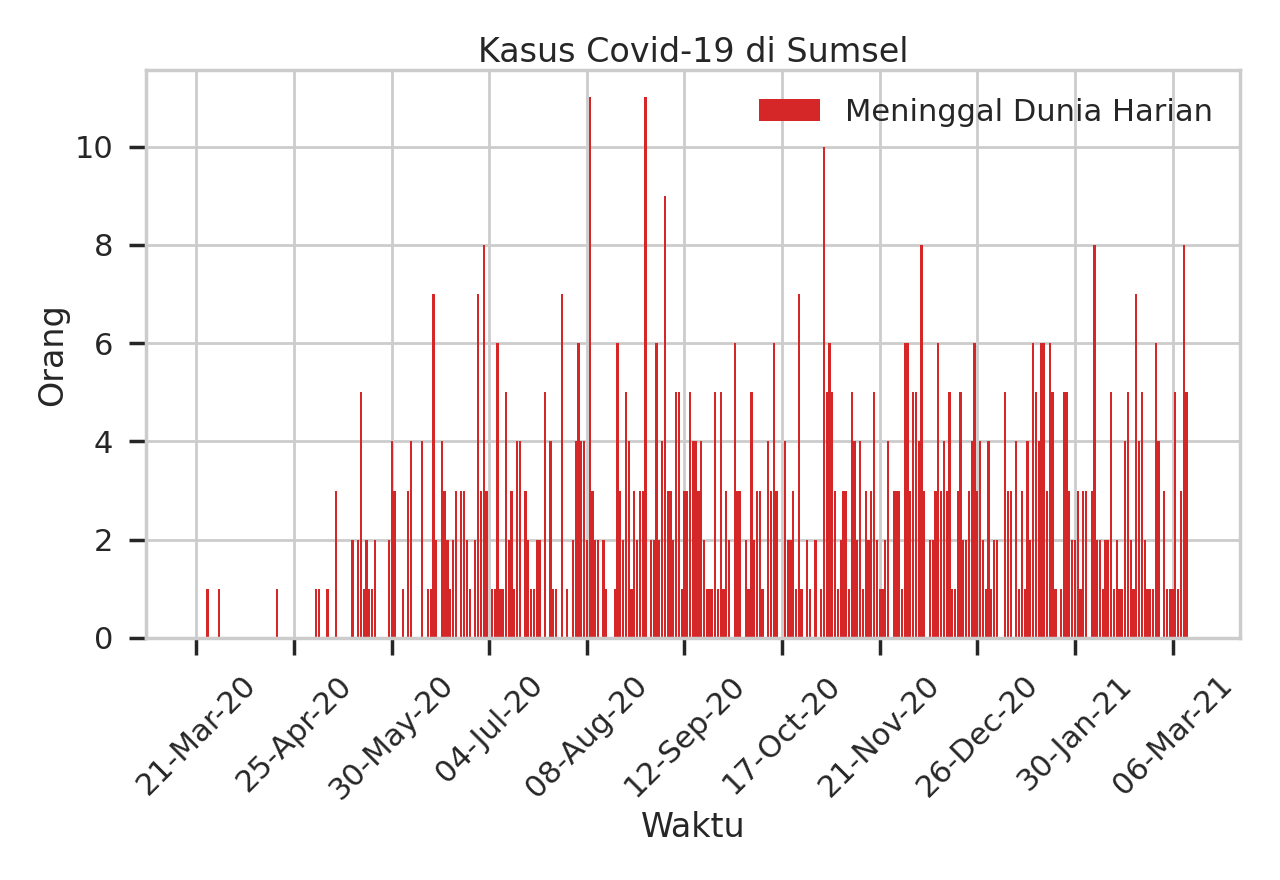 Kasus Covid-19 di Sumsel
Meninggal Dunia Harian
Orang
10
8
6
4
2
0
21-Mar-20
25-Apr-20
30-May-20
04-Jul-20
08-Aug-20
12-Sep-20
17-Oct-20
21-Nov-20
26-Dec-20
30-Jan-21
06-Mar-21
Waktu